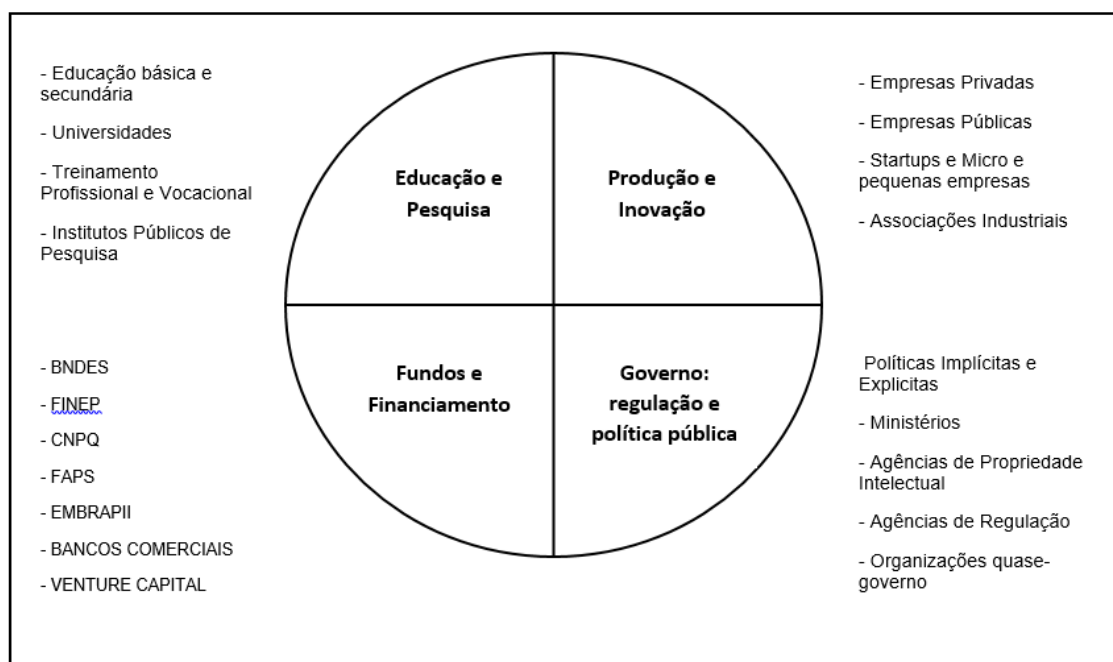 - Educação básica e
secundária
- Universidades
- Treinamento
Profissional e Vocacional
- Institutos Públicos de
Pesquisa
Educação e
Pesquisa
Produção e
Inovação
- Empresas Privadas
- Empresas Públicas
- Startups e Micro e
pequenas empresas
- Associações Industriais
- BNDES
- FINEP
- CNPQ
- FAPS
- EMBRAPII
- BANCOS COMERCIAIS
- VENTURE CAPITAL
Fundos e
Financiamento
Governo:
regulação e
política pública
Políticas Implícitas e
Explicitas
- Ministérios
- Agências de Propriedade
Intelectual
- Agências de Regulação
- Organizações quase-
governo